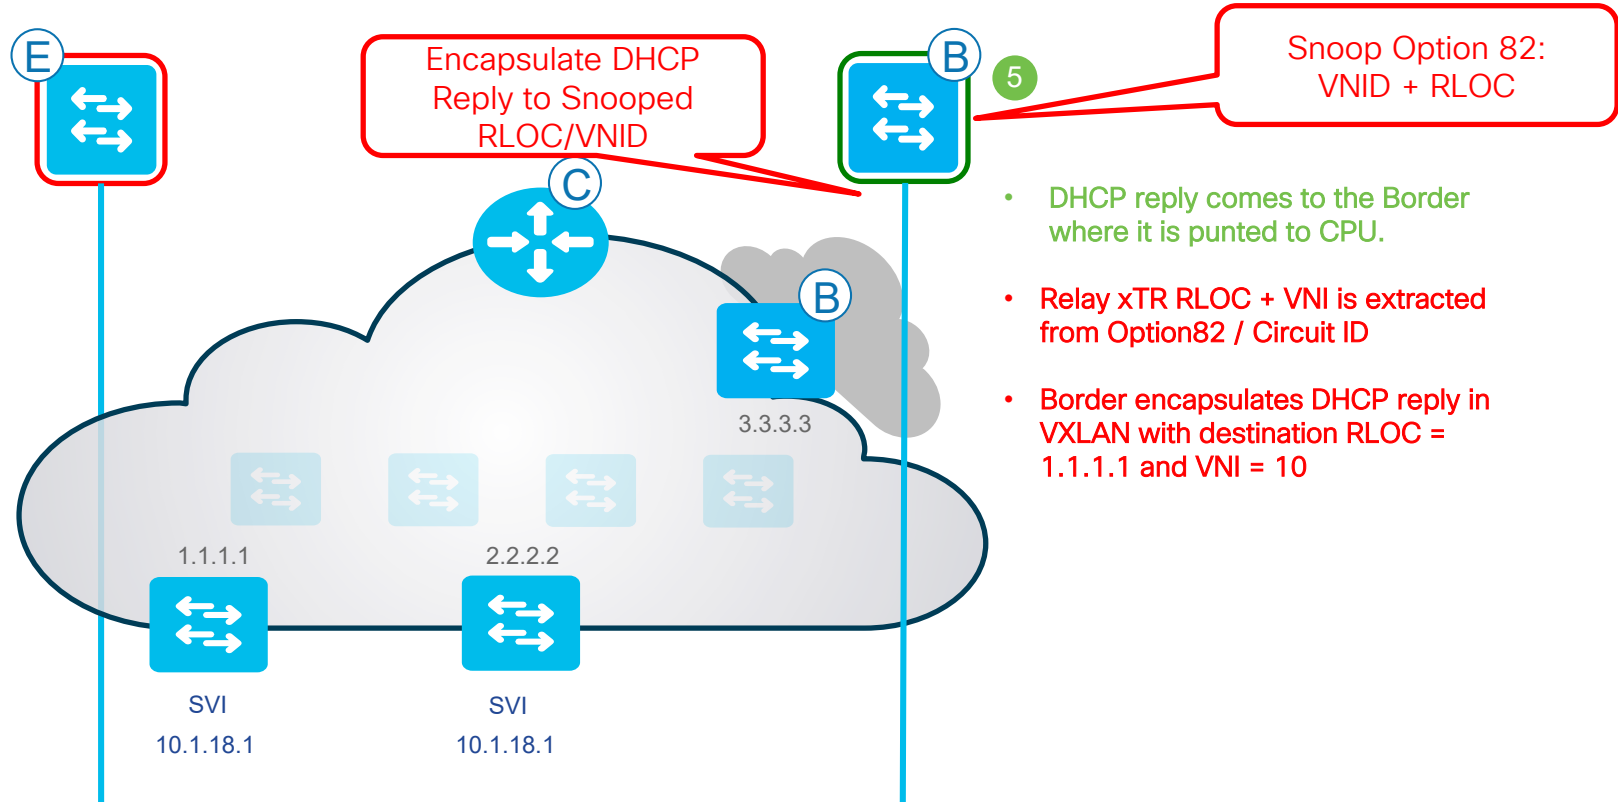 E
Encapsulate DHCP
Reply to Snooped
RLOC/VNID
B
5
Snoop Option 82:
VNID + RLOC
C
B
3.3.3.3
1.1.1.1
2.2.2.2
SVI
10.1.18.1
SVI
10.1.18.1
• DHCP reply comes to the Border
where it is punted to CPU.
• Relay xTR RLOC + VNI is extracted
from Option82 / Circuit ID
• Border encapsulates DHCP reply in
VXLAN with destination RLOC =
1.1.1.1 and VNI = 10